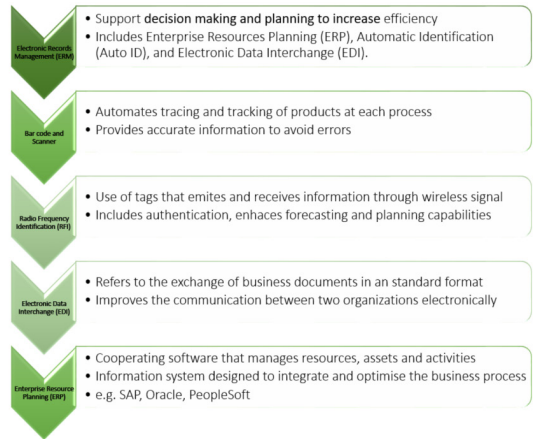 Electronic Records
Management (ERM)
• Support decision making and planning to increase efficiency
• Includes Enterprise Resources Planning (ERP), Automatic Identification
(Auto ID), and Electronic Data Interchange (EDI).
Bar code and
Scanner
• Automates tracing and tracking of products at each process
• Provides accurate information to avoid errors
Radio Frequency
Identification (RFI)
• Use of tags that emites and receives information through wireless signal
• Includes authentication, enhaces forecasting and planning capabilities
Electronic Data
Interchange (EDI)
• Refers to the exchange of business documents in an standard format
• Improves the communication between two organizations electronically
Enterprise Resource
Planning (ERP)
• Cooperating software that manages resources, assets and activities
• Information system designed to integrate and optimise the business process
• e.g. SAP, Oracle, PeopleSoft